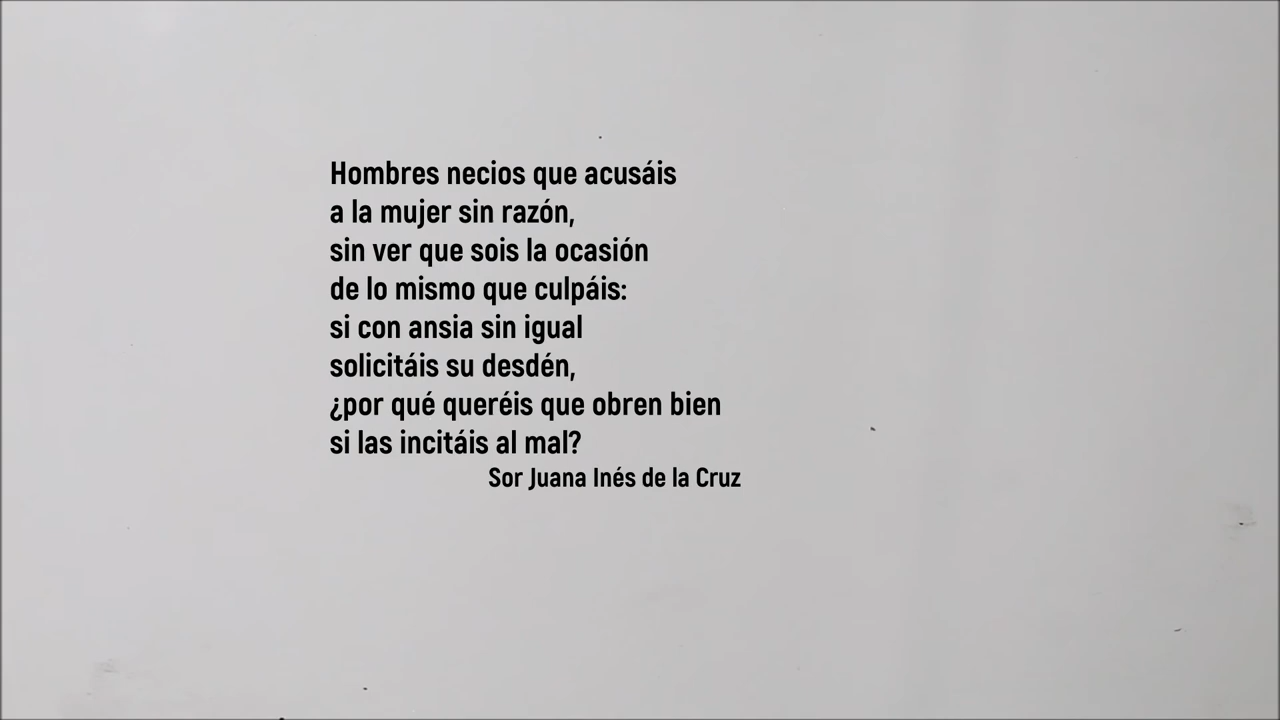 Hombres necios que acusáis
a la mujer sin razón,
sin ver que sois la ocasión
de lo mismo que culpáis:
si con ansia sin igual
solicitáis su desdén,
¿por qué queréis que obren bien
si las incitáis al mal?
Sor Juana Inés de la Cruz